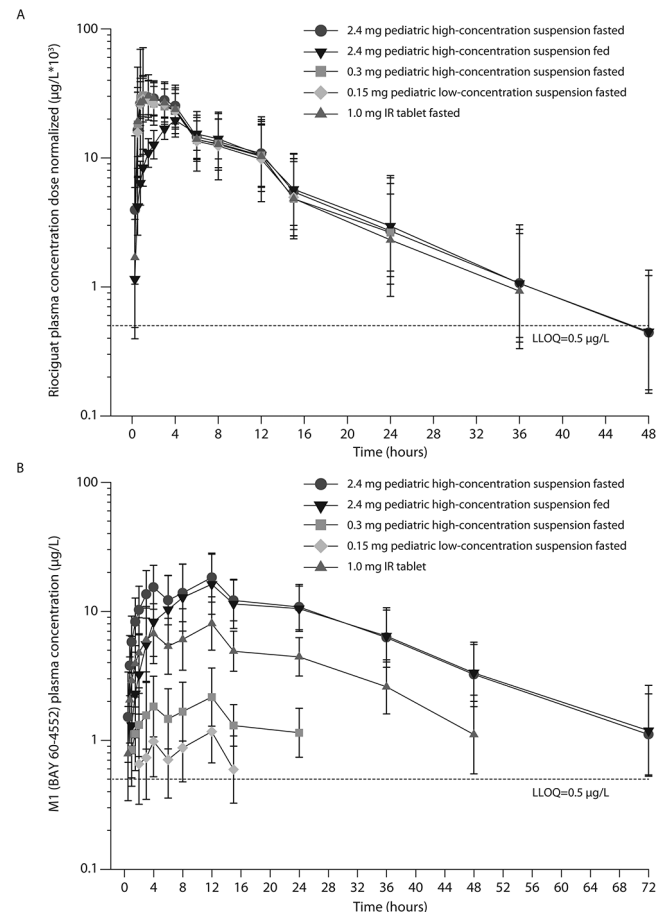 A
Riociguat plasma concentration dose normalized (µg/L*10³)
100
10
1
0.1
2.4 mg pediatric high-concentration suspension fasted
2.4 mg pediatric high-concentration suspension fed
0.3 mg pediatric high-concentration suspension fasted
0.15 mg pediatric low-concentration suspension fasted
1.0 mg IR tablet fasted
LLOQ=0.5 µg/L
0 4 8 12 16 20 24 28 32 36 40 44 48
Time (hours)
B
M1 (BAY 60-4552) plasma concentration (µg/L)
100
10
1
0.1
2.4 mg pediatric high-concentration suspension fasted
2.4 mg pediatric high-concentration suspension fed
0.3 mg pediatric high-concentration suspension fasted
0.15 mg pediatric low-concentration suspension fasted
1.0 mg IR tablet
LLOQ=0.5 µg/L
0 4 8 12 16 20 24 28 32 36 40 44 48 52 56 60 64 68 72
Time (hours)